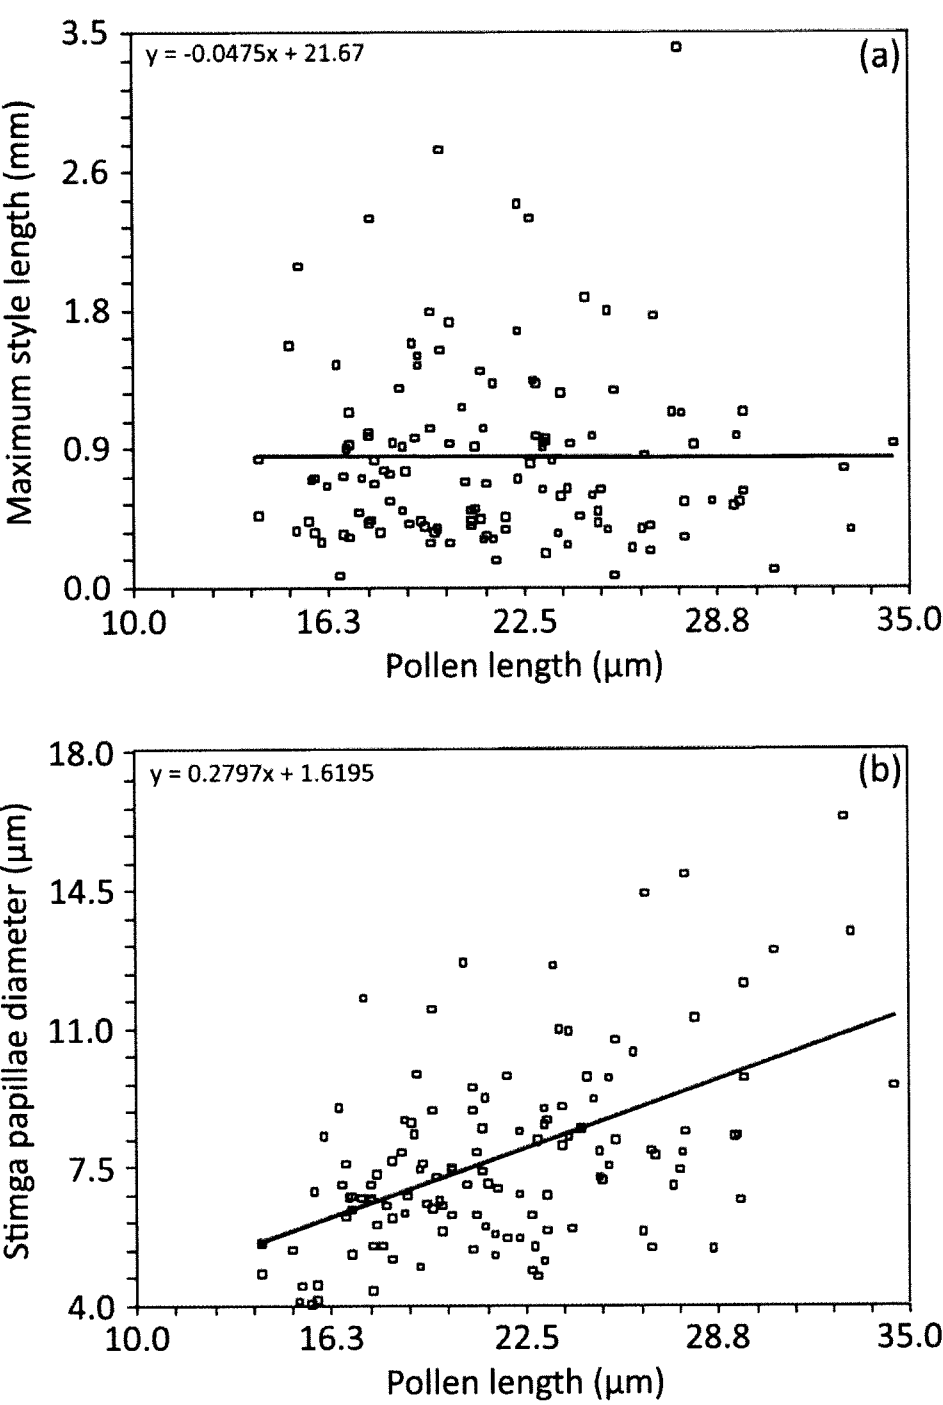 3.5
y = -0.0475x + 21.67
(a)
2.6
1.8
0.9
0.0
Maximum style length (mm)
10.0 16.3 22.5 28.8 35.0
Pollen length (µm)
18.0
y = 0.2797x + 1.6195
(b)
14.5
11.0
7.5
4.0
Stimga papillae diameter (µm)
10.0 16.3 22.5 28.8 35.0
Pollen length (µm)